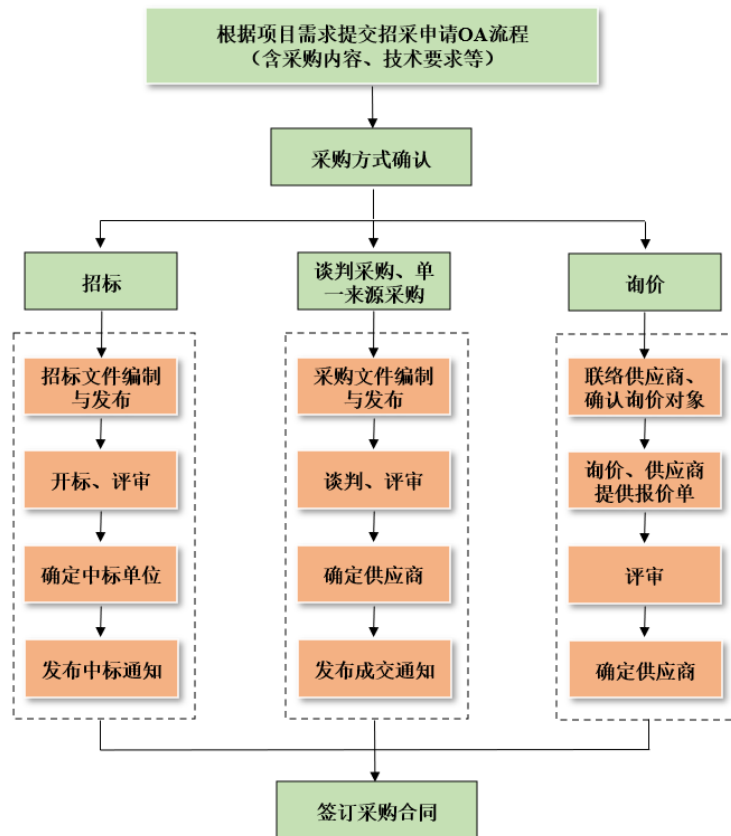 根据项目需求提交招采申请OA流程
（含采购内容、技术要求等）
采购方式确认
招标
谈判采购、单
一来源采购
询价
招标文件编制
与发布
开标、评审
确定中标单位
发布中标通知
采购文件编制
与发布
谈判、评审
确定供应商
发布成交通知
联络供应商、
确认询价对象
询价、供应商
提供报价单
评审
确定供应商
签订采购合同